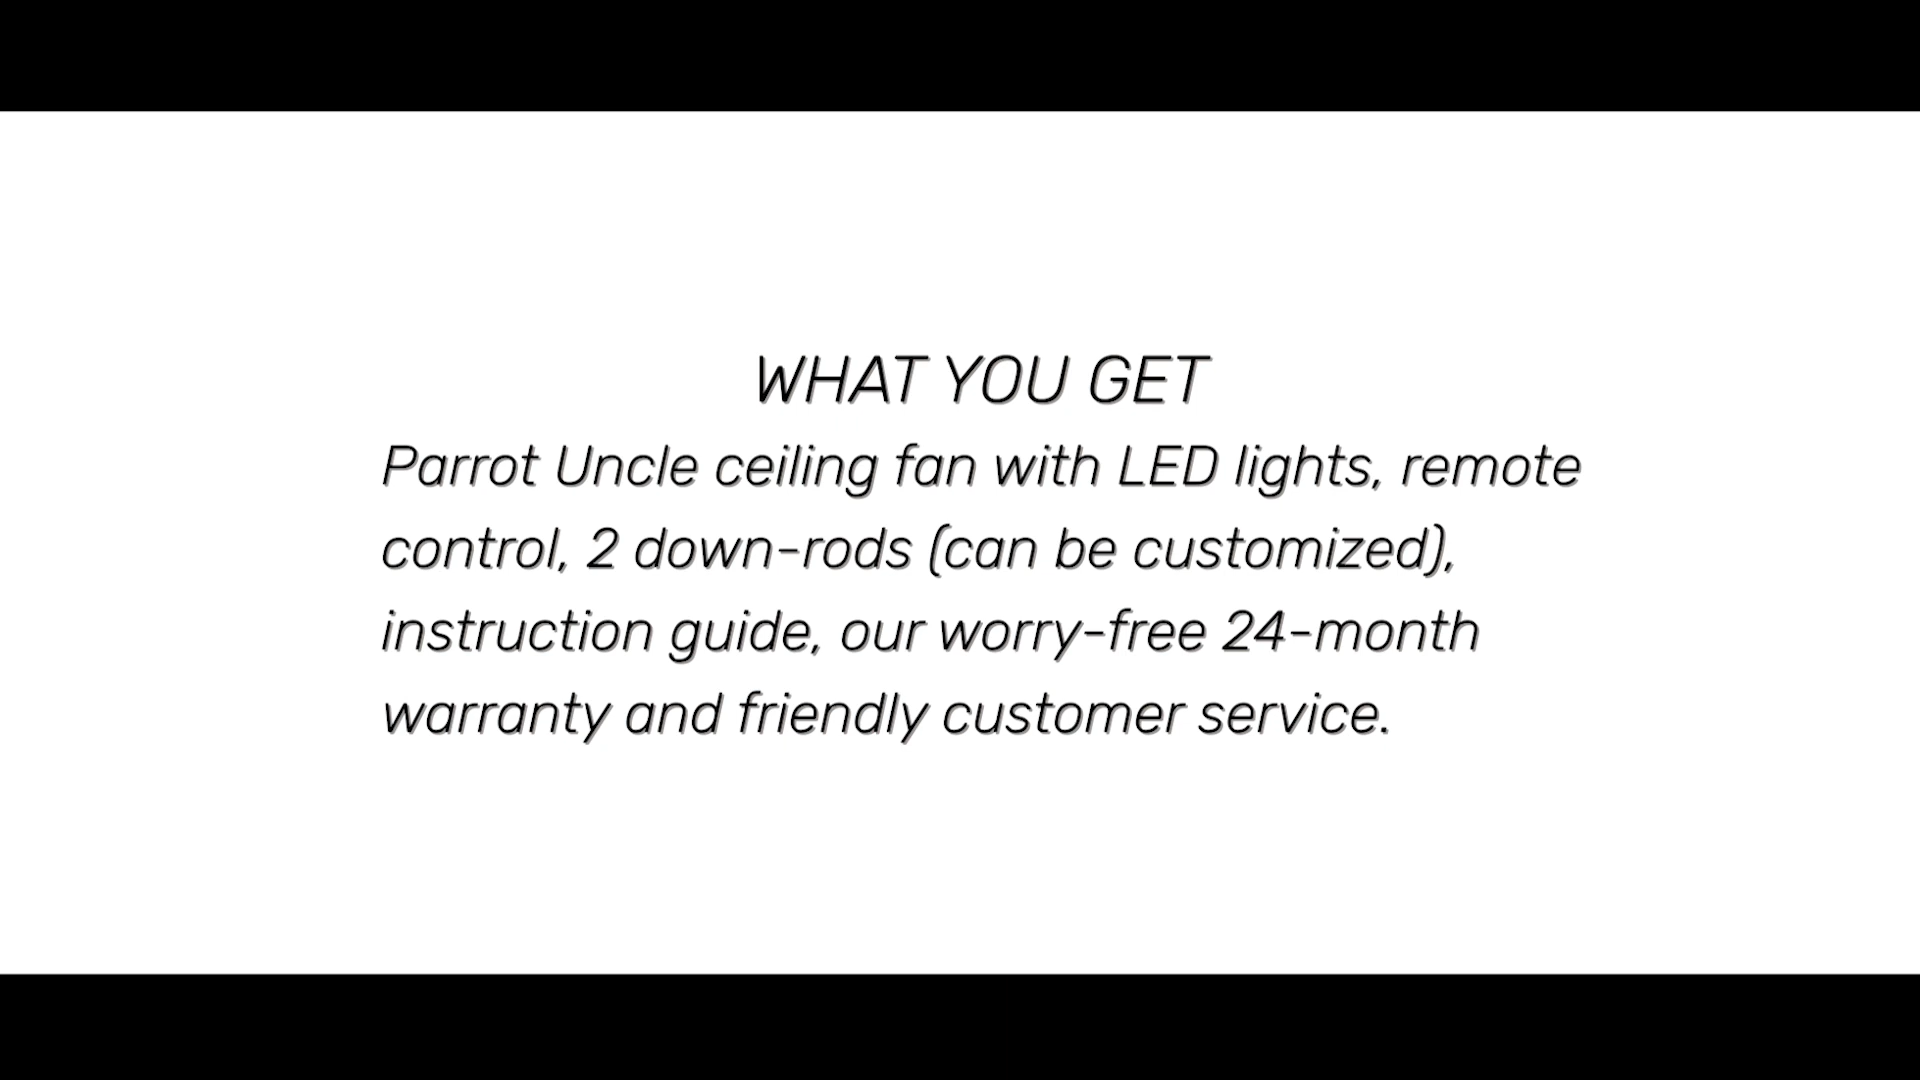 WHAT YOU GET
Parrot Uncle ceiling fan with LED lights, remote
control, 2 down-rods (can be customized),
instruction guide, our worry-free 24-month
warranty and friendly customer service.